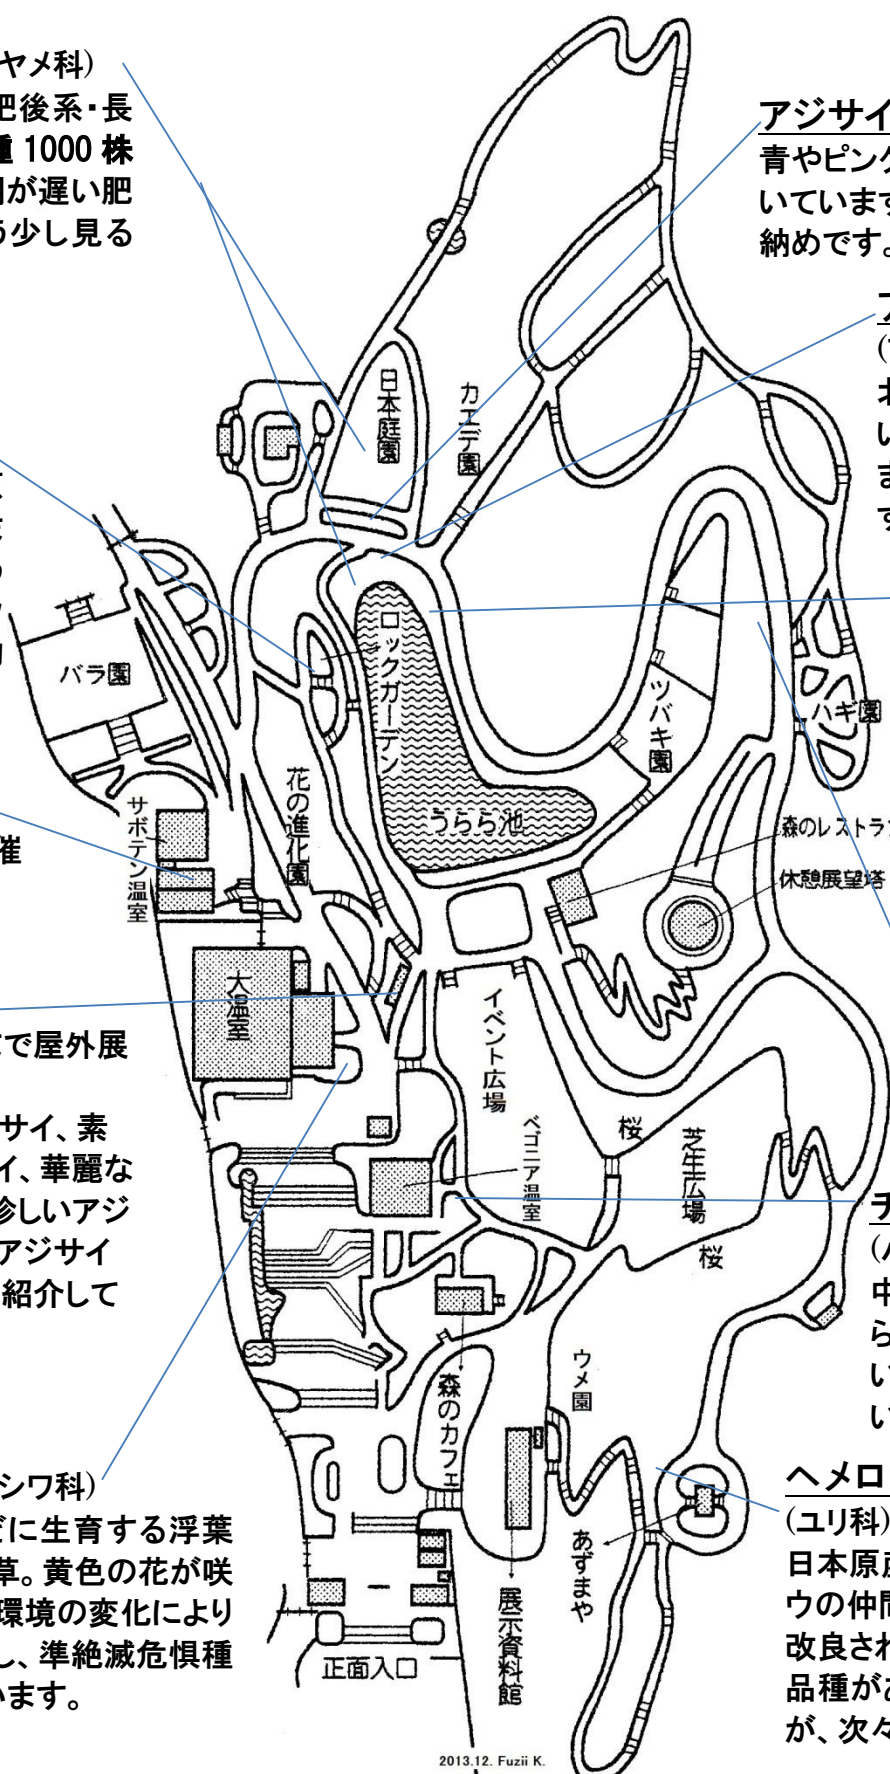 ヤメ科)
肥後系・長
種 1000 株
期が遅い肥
う少し見る
アジサイ
青やピンク
いています
納めです。
い
ま
す
日本庭園
カエデ園
ロックガーデン
バラ園
ツバキ園
ハギ園
花の進化園
うらら池
サボテン温室
催
森のレストラン
休憩展望塔
大温室
で屋外展
イベント広場
サイ、素
イ、華麗な
珍しいアジ
アジサイ
紹介して
桜
芝生広場
ベゴニア温室
桜
中
ら
い
い
ウメ園
森のカフェ
シワ科)
どに生育する浮葉
草。黄色の花が咲
環境の変化により
し、準絶滅危惧種
います。
ヘメロ
(ユリ科)
日本原産
ウの仲間
改良され
品種があ
が、次々
あずまや
展示資料館
正面入口
2013.12. Fuzii K.